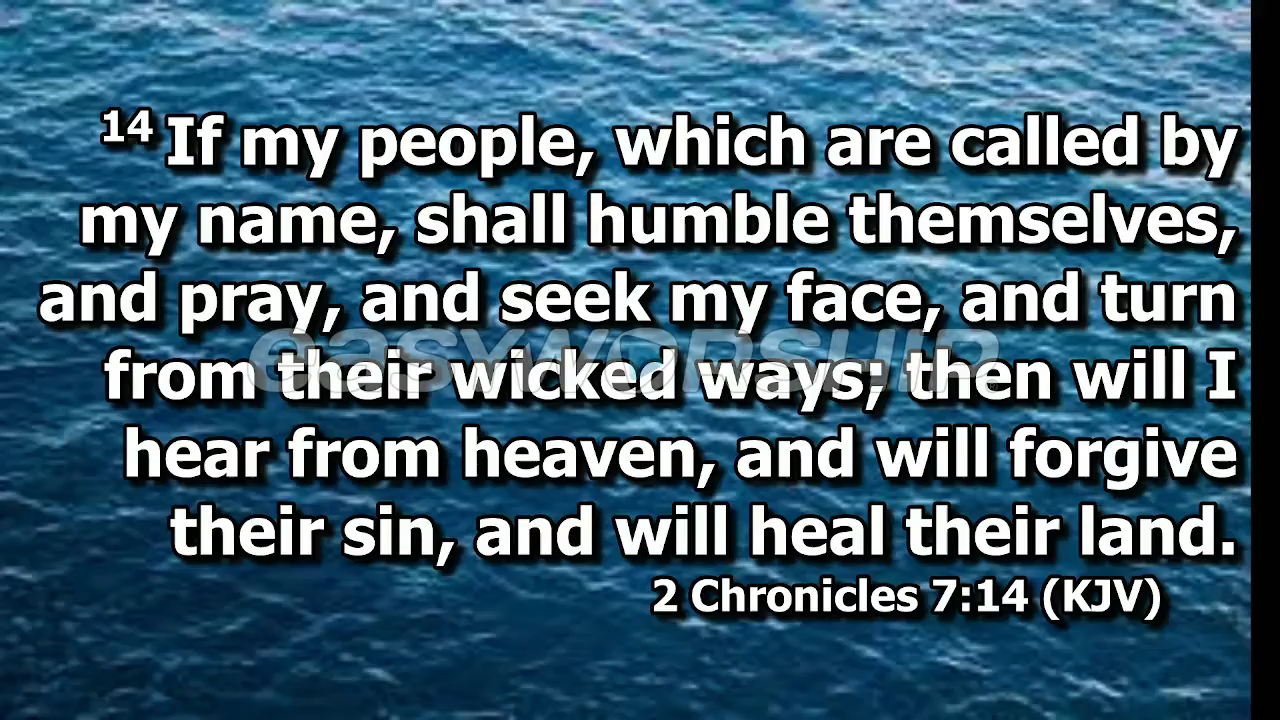 14 If my people, which are called by
my name, shall humble themselves,
and pray, and seek my face, and turn
from their wicked ways; then will I
hear from heaven, and will forgive
their sin, and will heal their land.
2 Chronicles 7:14 (KJV)
easyworship